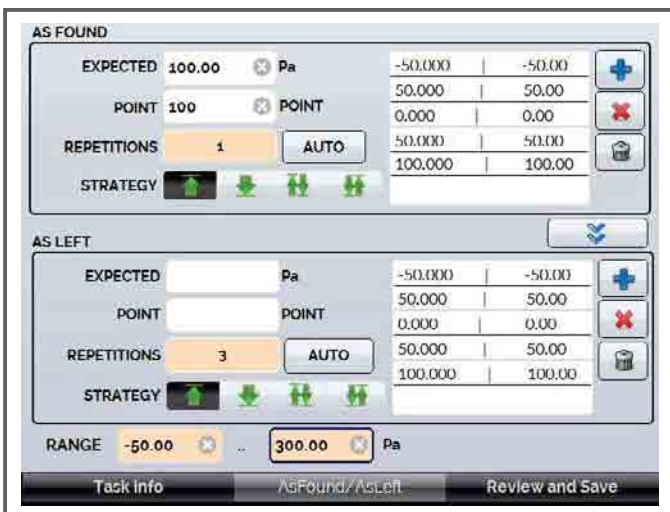 AS FOUND
EXPECTED 100.00 Pa
POINT 100 POINT
REPETITIONS 1 AUTO
STRATEGY
-50.000 | -50.00
50.000 | 50.00
0.000 | 0.00
50.000 | 50.00
100.000 | 100.00
AS LEFT
EXPECTED Pa
POINT POINT
REPETITIONS 3 AUTO
STRATEGY
-50.000 | -50.00
50.000 | 50.00
0.000 | 0.00
50.000 | 50.00
100.000 | 100.00
RANGE -50.00 .. 300.00 Pa
Task info AsFound/AsLeft Review and Save